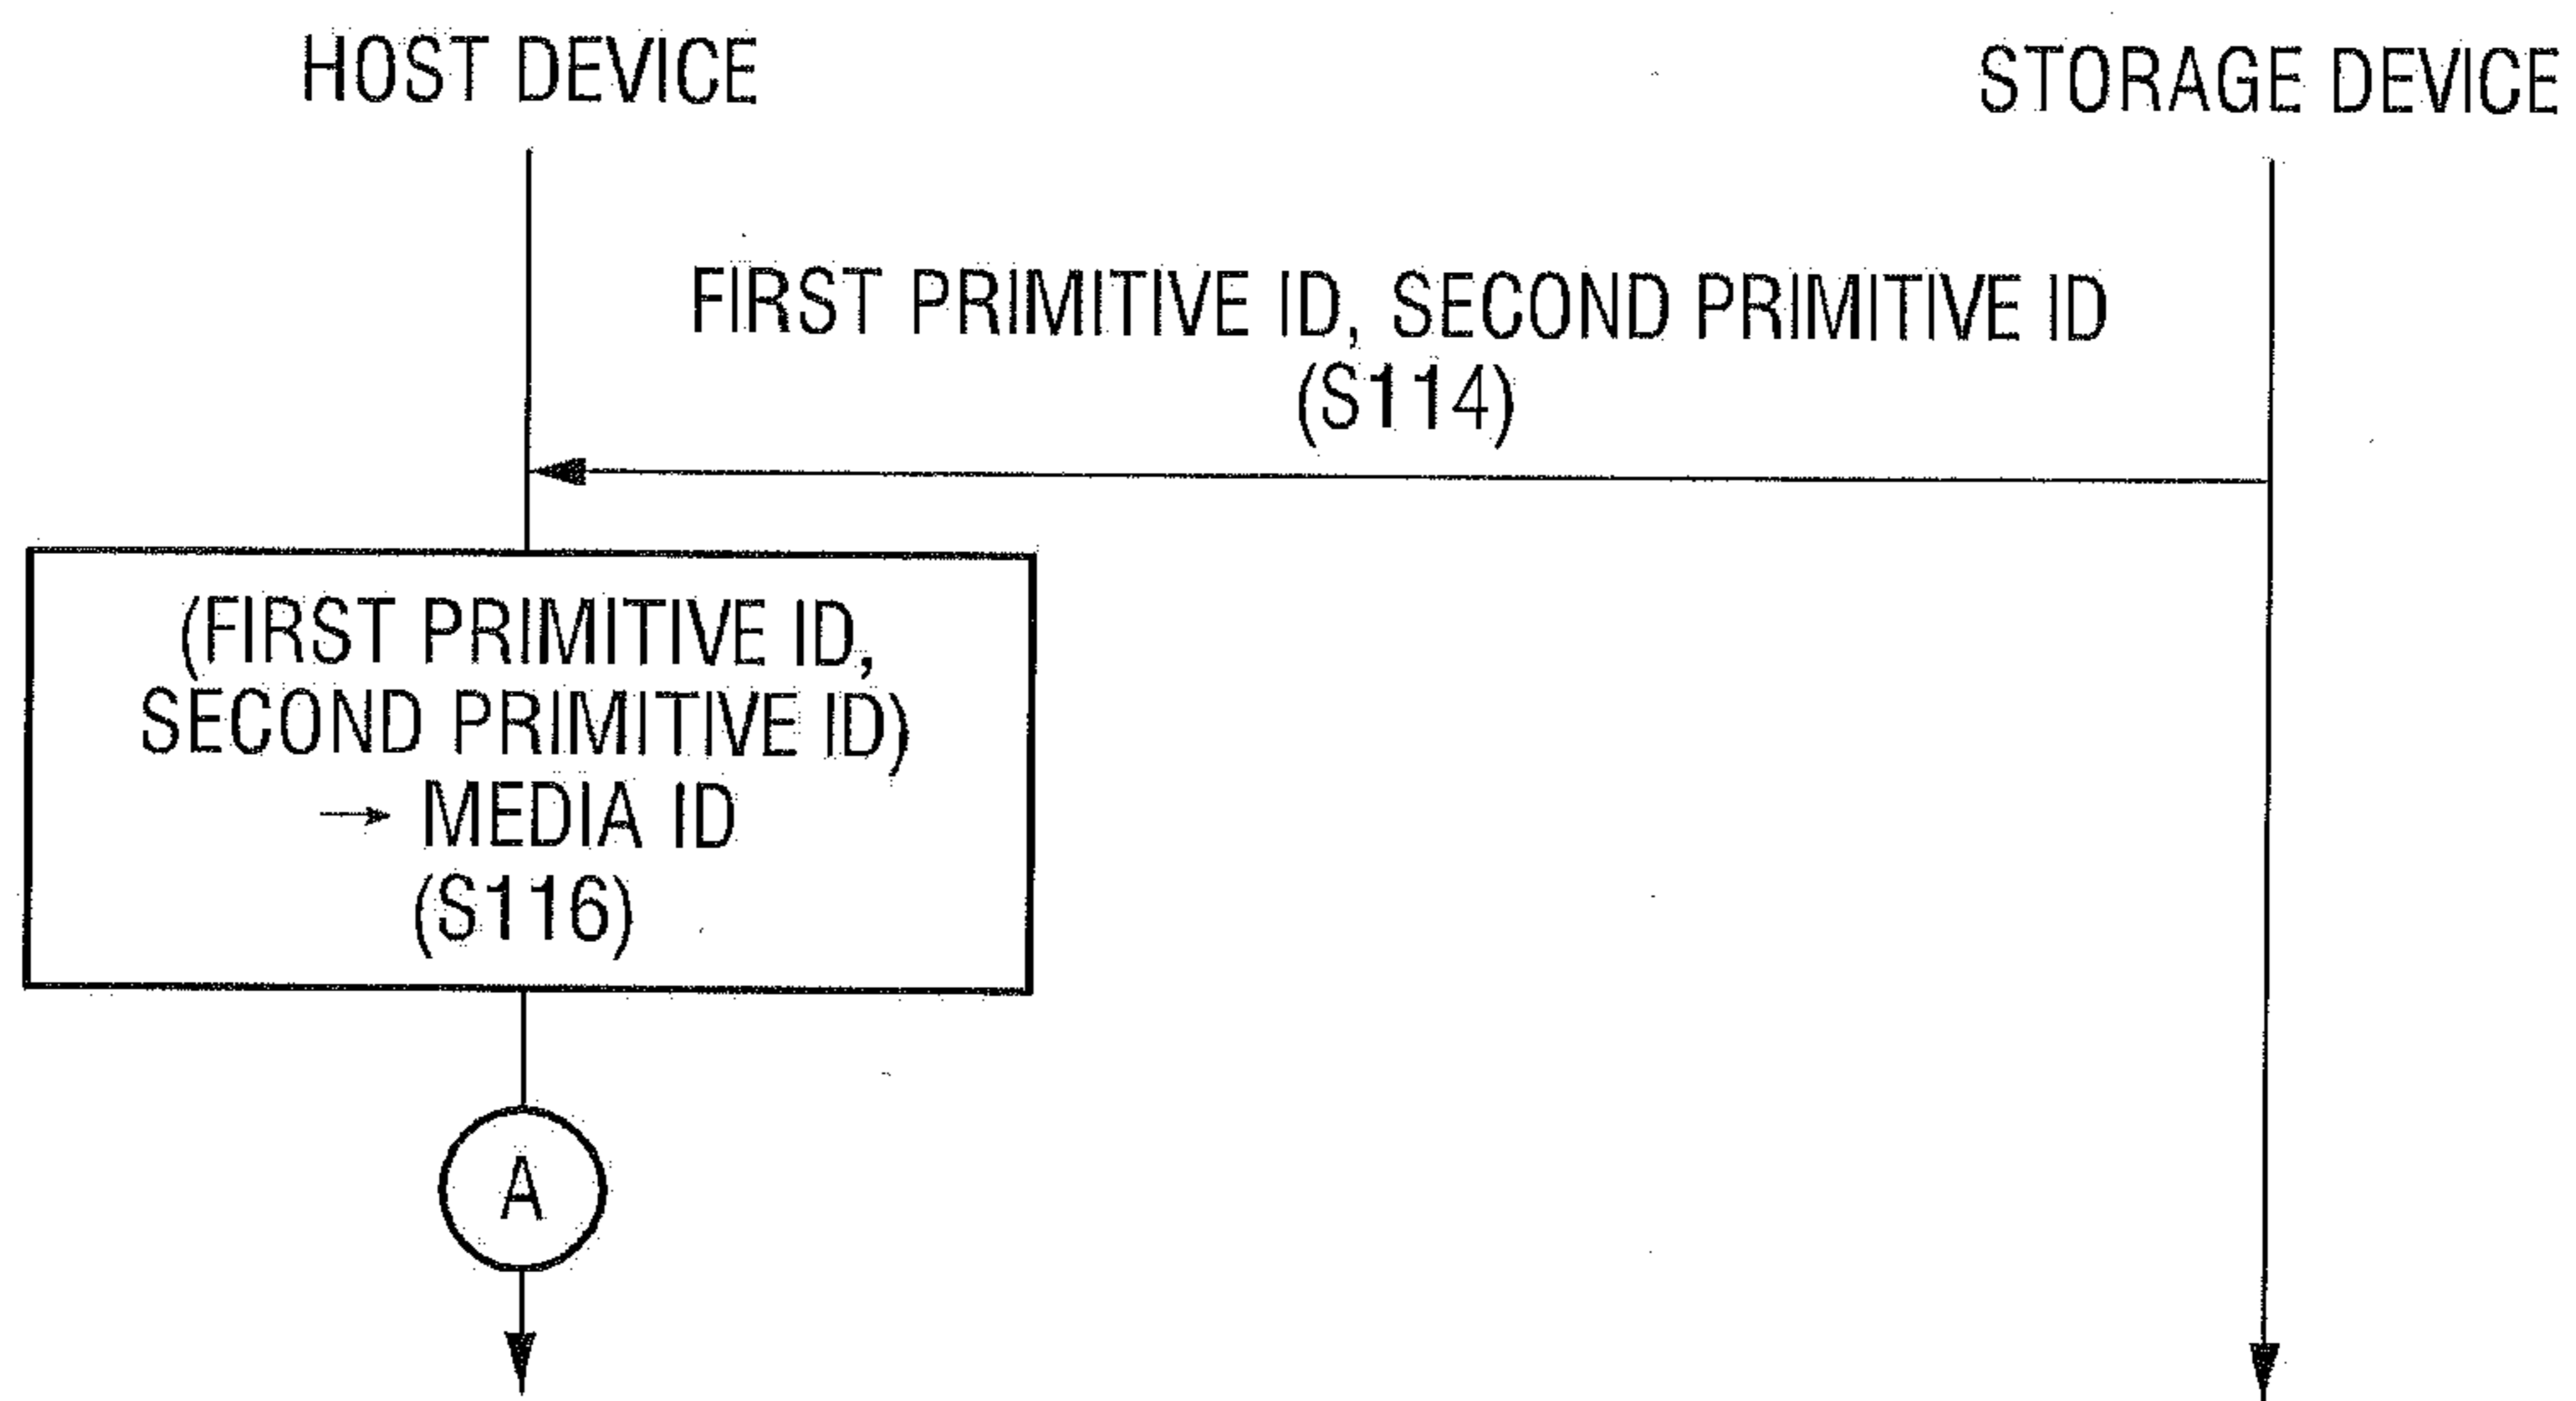 HOST DEVICE
STORAGE DEVICE
FIRST PRIMITIVE ID, SECOND PRIMITIVE ID
(S114)
(FIRST PRIMITIVE ID,
SECOND PRIMITIVE ID)
→ MEDIA ID
(S116)
A